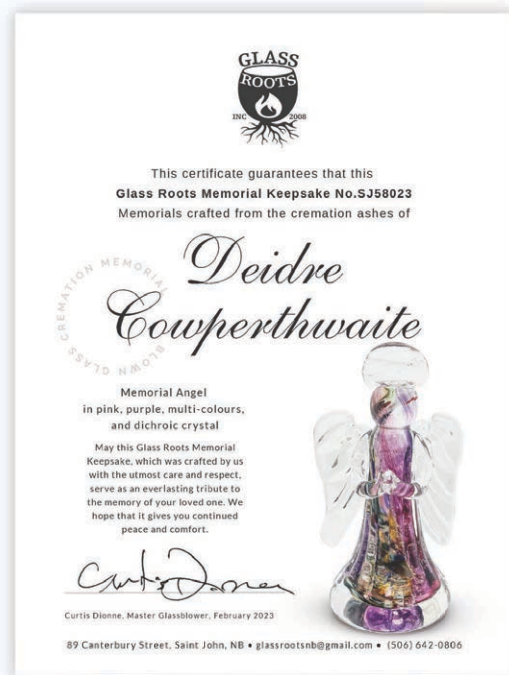 GLASS
ROOTS
INC 2008
This certificate guarantees that this
Glass Roots Memorial Keepsake No.SJ58023
Memorials crafted from the cremation ashes of
Deidre
Cowperthwaite
BLOWN GLASS CREMATION MEMORIAL
Memorial Angel
in pink, purple, multi-colours,
and dichroic crystal
May this Glass Roots Memorial
Keepsake, which was crafted by us
with the utmost care and respect,
serve as an everlasting tribute to
the memory of your loved one. We
hope that it gives you continued
peace and comfort.
Curtis Dionne
Curtis Dionne, Master Glassblower, February 2023
89 Canterbury Street, Saint John, NB • glassrootsnb@gmail.com • (506) 642-0806